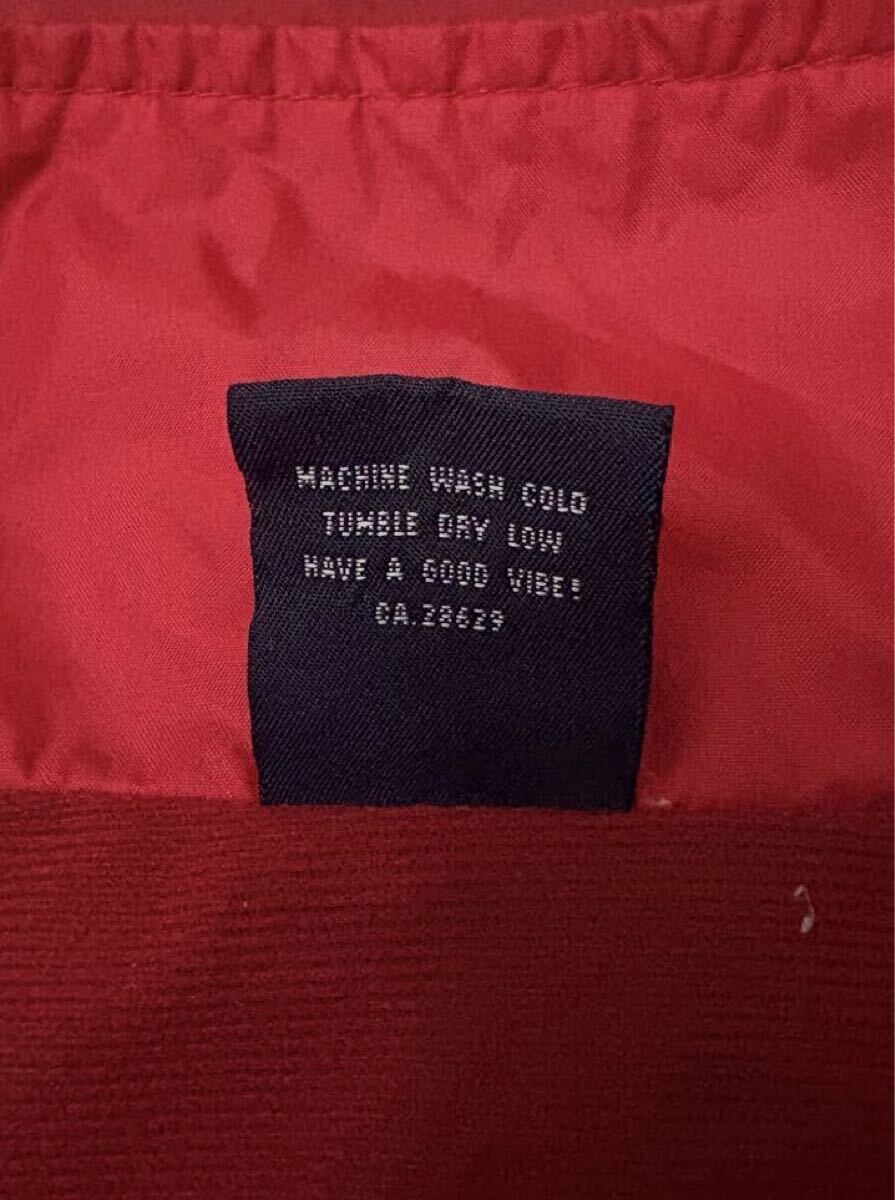 MACHINE WASH COLD
TUMBLE DRY LOW
HAVE A GOOD VIBE!
CA.28629